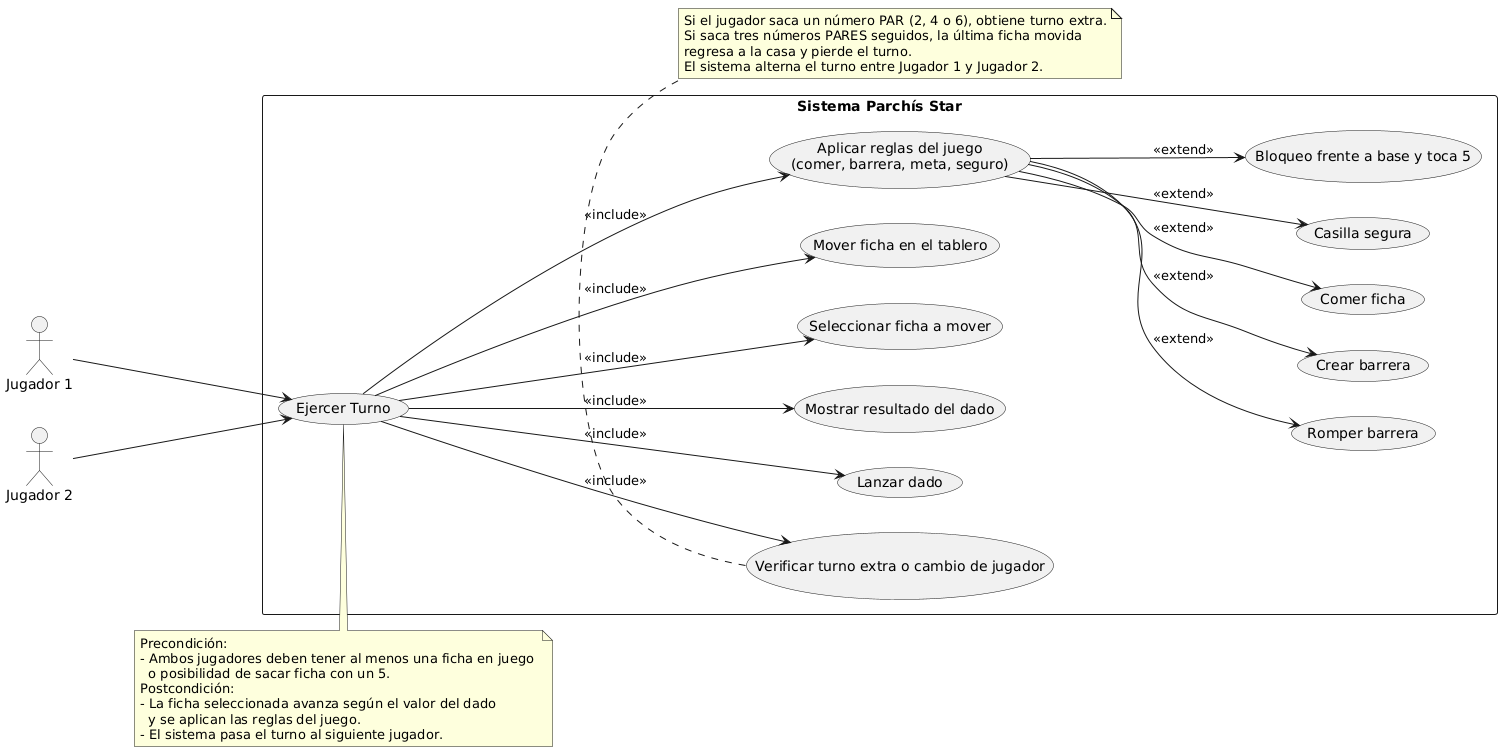 Si el jugador saca un número PAR (2, 4 o 6), obtiene turno extra.
Si saca tres números PARES seguidos, la última ficha movida
regresa a la casa y pierde el turno.
El sistema alterna el turno entre Jugador 1 y Jugador 2.
Sistema Parchís Star
Aplicar reglas del juego
(comer, barrera, meta, seguro)
«extend»
Bloqueo frente a base y toca 5
«extend»
«include»
«extend»
Casilla segura
Mover ficha en el tablero
«extend»
«include»
Comer ficha
Seleccionar ficha a mover
«extend»
«include»
Crear barrera
Jugador 1
«include»
Ejercer Turno
Mostrar resultado del dado
«include»
Romper barrera
«include»
Lanzar dado
Jugador 2
Verificar turno extra o cambio de jugador
Precondición:
- Ambos jugadores deben tener al menos una ficha en juego
o posibilidad de sacar ficha con un 5.
Postcondición:
- La ficha seleccionada avanza según el valor del dado
y se aplican las reglas del juego.
- El sistema pasa el turno al siguiente jugador.